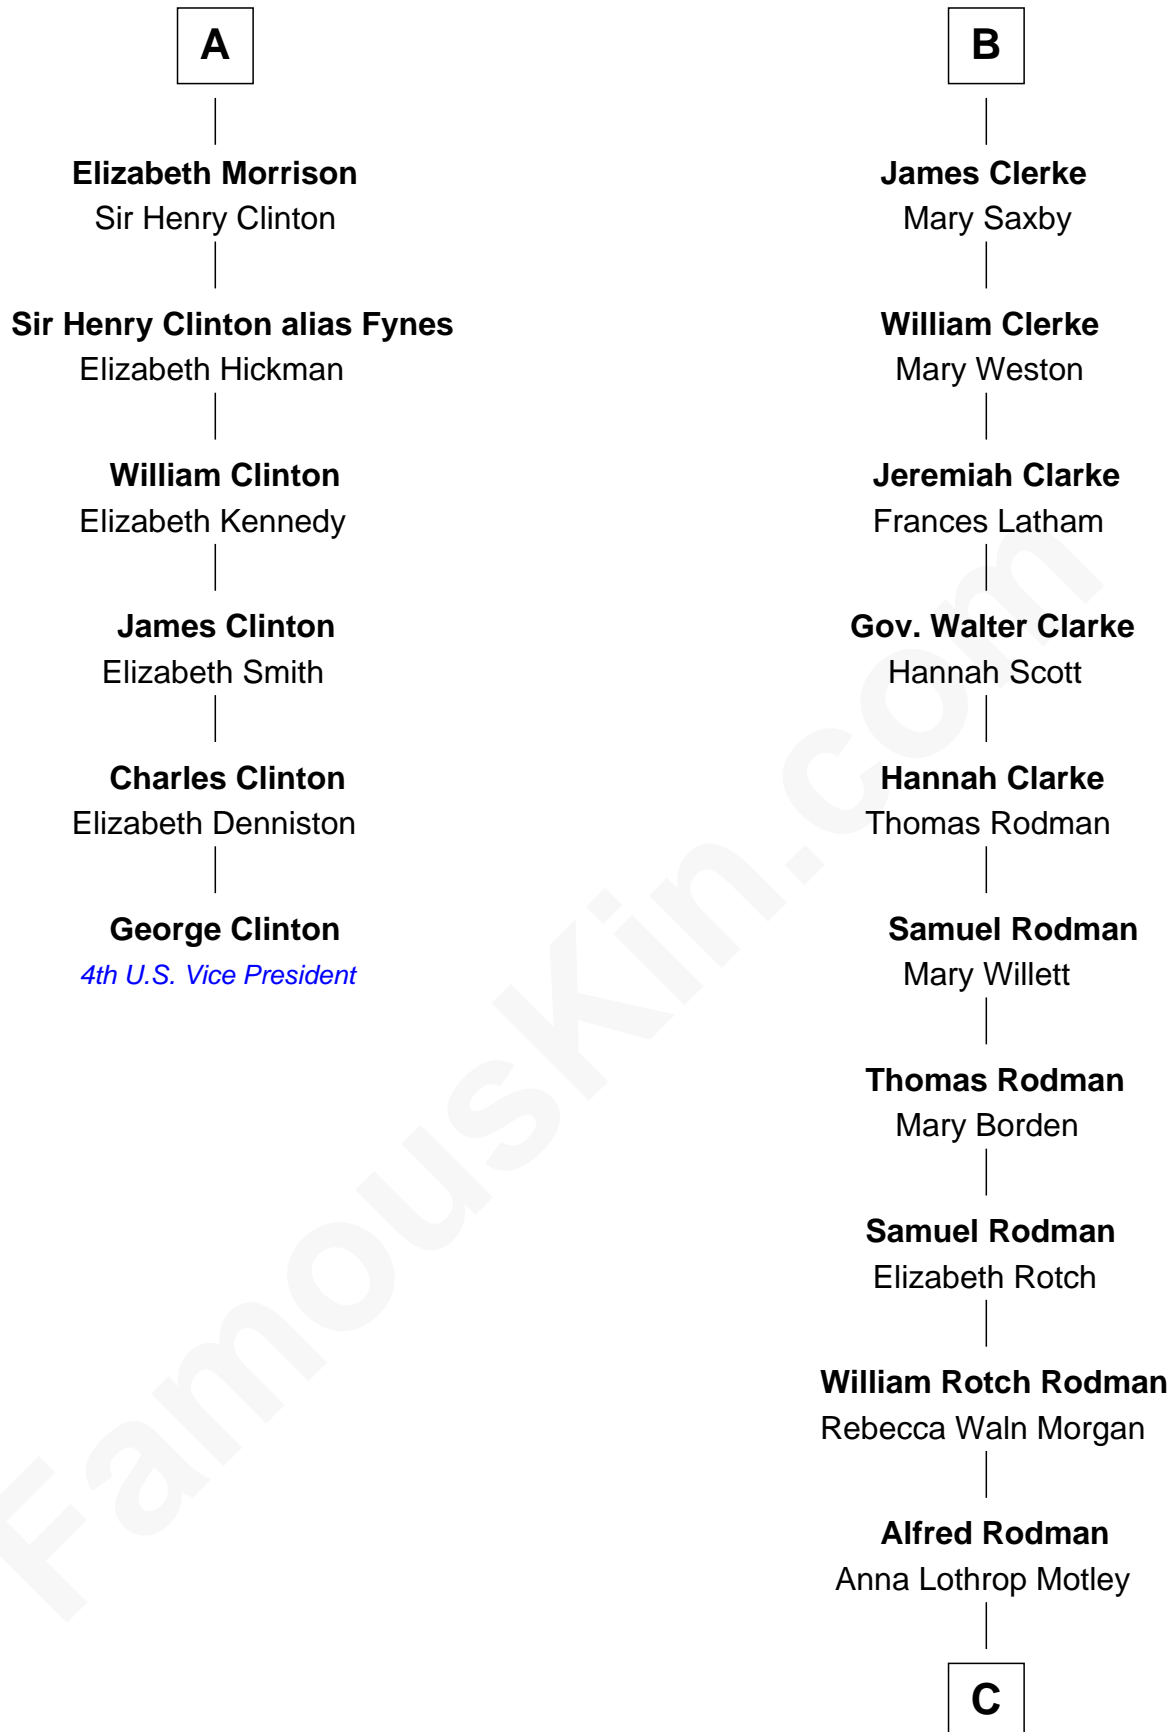 A
Elizabeth Morrison
Sir Henry Clinton
Sir Henry Clinton alias Fynes
Elizabeth Hickman
William Clinton
Elizabeth Kennedy
James Clinton
Elizabeth Smith
Charles Clinton
Elizabeth Denniston
George Clinton
4th U.S. Vice President
B
James Clerke
Mary Saxby
William Clerke
Mary Weston
Jeremiah Clarke
Frances Latham
Gov. Walter Clarke
Hannah Scott
Hannah Clarke
Thomas Rodman
Samuel Rodman
Mary Willett
Thomas Rodman
Mary Borden
Samuel Rodman
Elizabeth Rotch
William Rotch Rodman
Rebecca Waln Morgan
Alfred Rodman
Anna Lothrop Motley
C
FamousKin.com